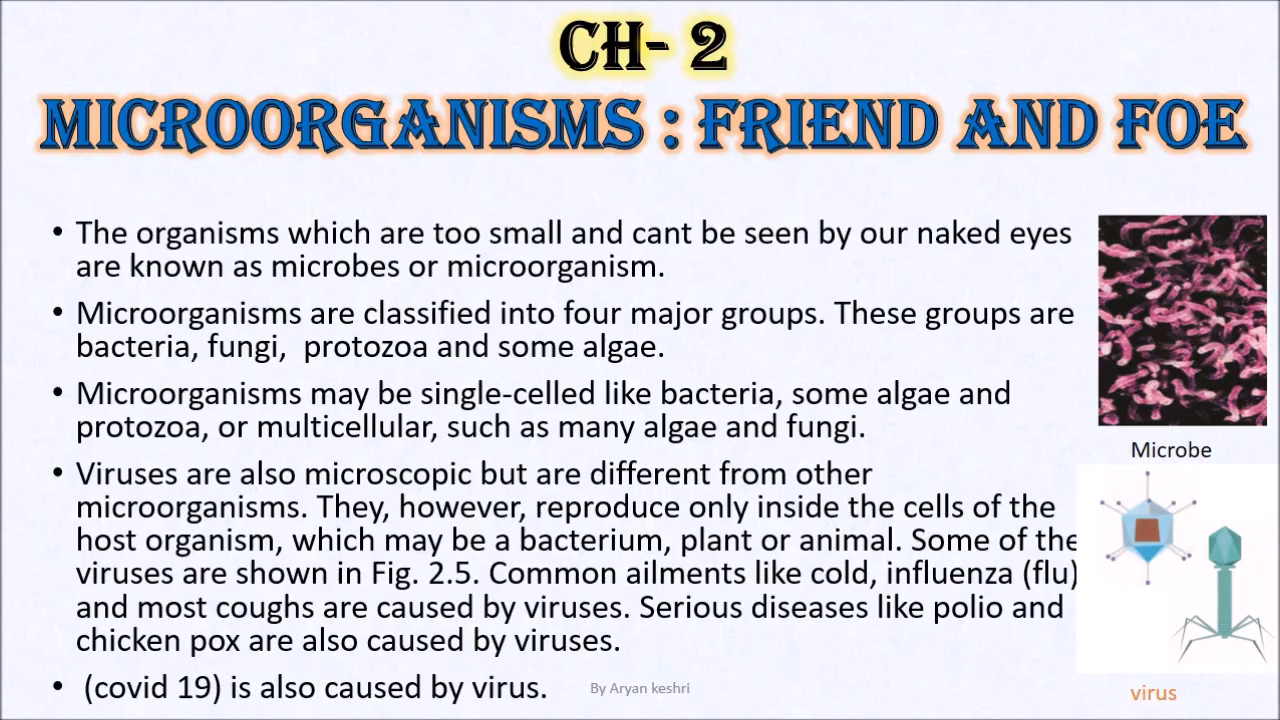 CH- 2
MICROORGANISMS : FRIEND AND FOE
• The organisms which are too small and cant be seen by our naked eyes
are known as microbes or microorganism.
• Microorganisms are classified into four major groups. These groups are
bacteria, fungi,  protozoa and some algae.
• Microorganisms may be single-celled like bacteria, some algae and
protozoa, or multicellular, such as many algae and fungi.
• Viruses are also microscopic but are different from other
microorganisms. They, however, reproduce only inside the cells of the
host organism, which may be a bacterium, plant or animal. Some of the
viruses are shown in Fig. 2.5. Common ailments like cold, influenza (flu)
and most coughs are caused by viruses. Serious diseases like polio and
chicken pox are also caused by viruses.
• (covid 19) is also caused by virus.
Microbe
virus
By Aryan keshri